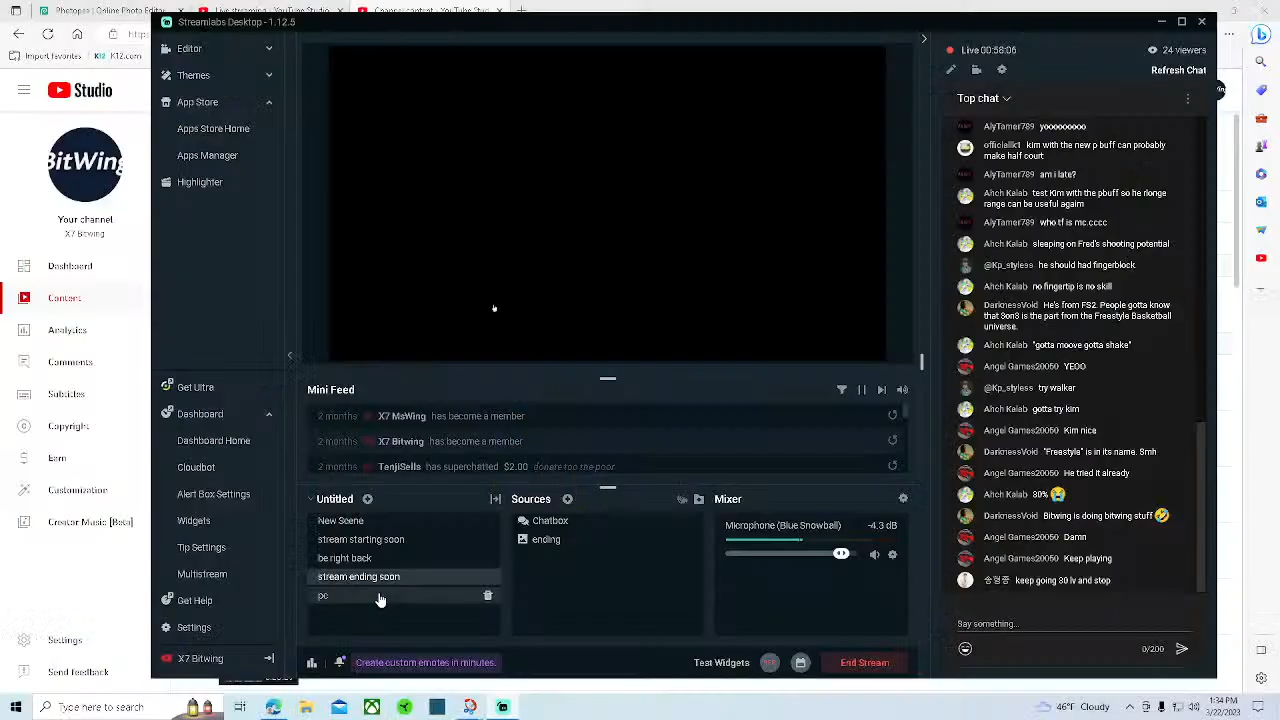 Streamlabs Desktop - 1.12.5
Import favorites
K12
K12.com
Studio
BitWing
Your channel
X7 Bitwing
Dashboard
Content
Analytics
Comments
Subtitles
Copyright
Earn
Customization
Settings
Send feedback
Editor
Themes
App Store
Apps Store Home
Apps Manager
Highlighter
Get Ultra
Dashboard
Dashboard Home
Cloudbot
Alert Box Settings
Widgets
Tip Settings
Multistream
Get Help
Settings
X7 Bitwing
Mini Feed
2 months X7 MsWing has become a member
2 months X7 Bitwing has become a member
2 months TenjiSells has superchatted $2.00
Untitled
New Scene
stream starting soon
be right back
stream ending soon
pc
Sources
Chatbox
ending
Mixer
Microphone (Blue Snowball) -4.3 dB
Create custom emotes in minutes.
Test Widgets
REC
End Stream
Live 00:58:06 24 viewers
Refresh Chat
Top chat
AlyTamer789 yooooooooo
kim with the new p buff can probably
make half court
AlyTamer789 am i late?
Ahch Kalab test Kim with the pbuff so he
range can be useful
AlyTamer789 who tf is mc.cccc
Ahch Kalab sleeping on Fred's shooting potential
@Kp_styless he should had fingerblock
Ahch Kalab no fingertip is no skill
DarknessVoid He's from FS2. People gotta know
that 3on3 is the part from the Freestyle Basketball
universe.
Ahch Kalab "gotta moove gotta shake"
Angel Games20050 YEOO
@Kp_styless try walker
Ahch Kalab gotta try kim
Angel Games20050 Kim nice
DarknessVoid "Freestyle" is in its name. Smh
Angel Games20050 He tried it already
Ahch Kalab 80% 😭
DarknessVoid Bitwing is doing bitwing stuff 🤣
Angel Games20050 Damn
Angel Games20050 Keep playing
keep going 30 lv and stop
Say something...
0/200
Type here to search
46°F Cloudy
1:34 PM
3/22/2023